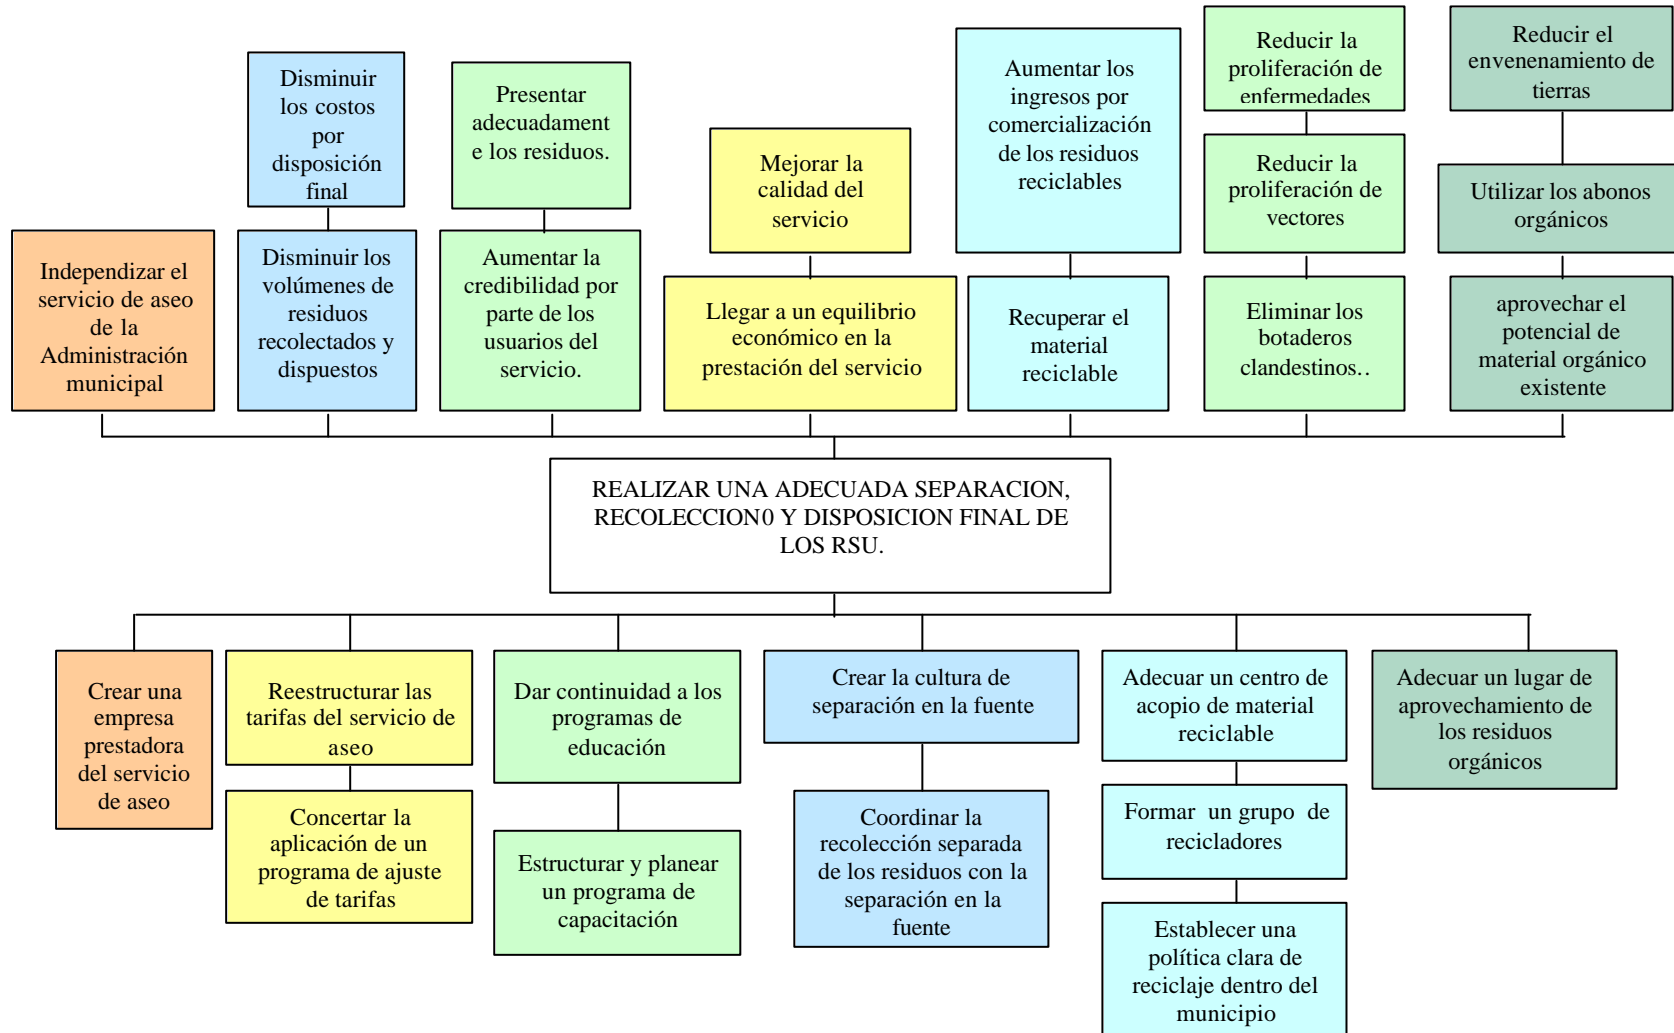 Disminuir
los costos
por
disposición
final
Presentar
adecuadament
e los residuos.
Mejorar la
calidad del
servicio
Aumentar los
ingresos por
comercialización
de los residuos
reciclables
Reducir la
proliferación de
enfermedades
Reducir el
envenenamiento de
tierras
Reducir la
proliferación de
vectores
Utilizar los abonos
orgánicos
Independizar el
servicio de aseo
de la
Administración
municipal
Disminuir los
volúmenes de
residuos
recolectados y
dispuestos
Aumentar la
credibilidad por
parte de los
usuarios del
servicio.
Llegar a un equilibrio
económico en la
prestación del servicio
Recuperar el
material
reciclable
Eliminar los
botaderos
clandestinos..
aprovechar el
potencial de
material orgánico
existente
REALIZAR UNA ADECUADA SEPARACION,
RECOLECCION0 Y DISPOSICION FINAL DE
LOS RSU.
Crear una
empresa
prestadora
del servicio
de aseo
Reestructurar las
tarifas del servicio de
aseo
Dar continuidad a los
programas de
educación
Crear la cultura de
separación en la fuente
Adecuar un centro de
acopio de material
reciclable
Adecuar un lugar de
aprovechamiento de
los residuos
orgánicos
Concertar la
aplicación de un
programa de ajuste
de tarifas
Estructurar y planear
un programa de
capacitación
Coordinar la
recolección separada
de los residuos con la
separación en la
fuente
Formar un grupo de
recicladores
Establecer una
política clara de
reciclaje dentro del
municipio